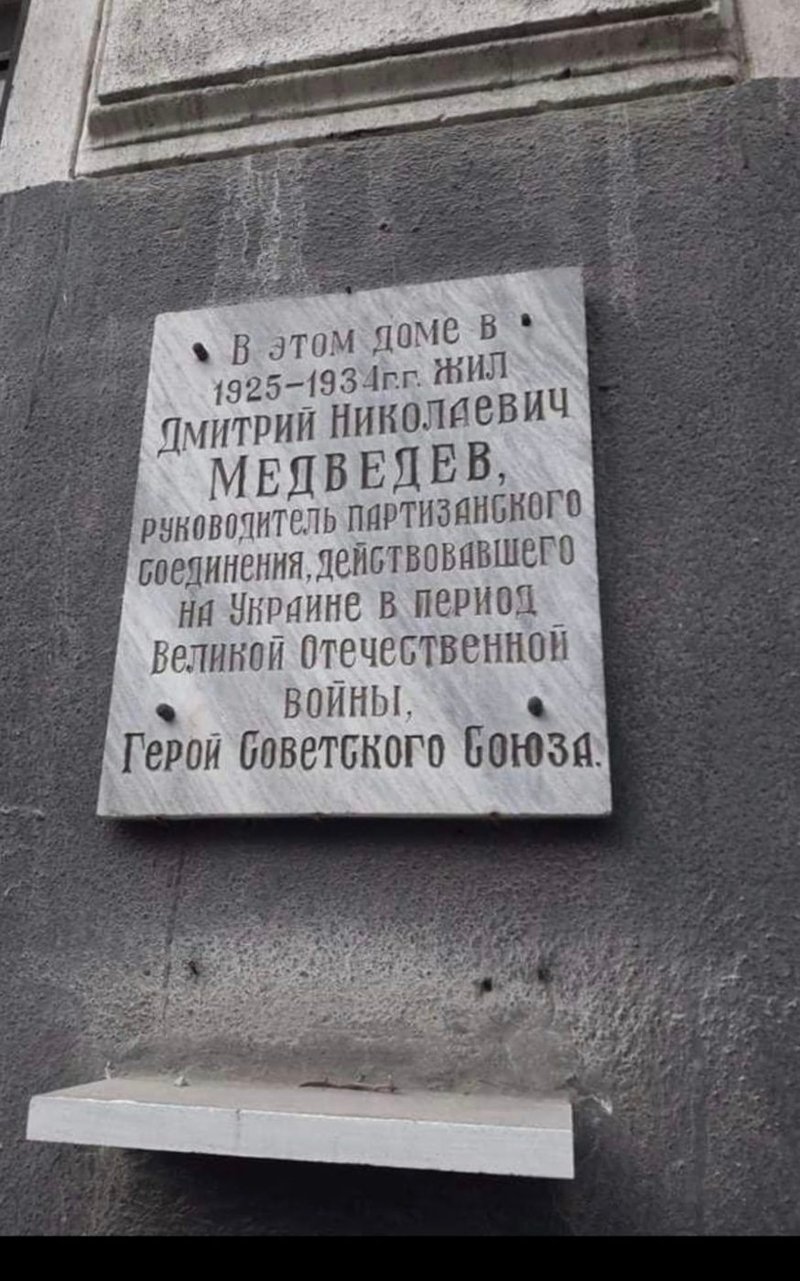 В этом доме в
1925-1934г.г. жил
Дмитрий Николаевич
Медведев,
руководитель партизанского
соединения, действовавшего
на Украине в период
Великой Отечественной
войны,
Герой Советского Союза.